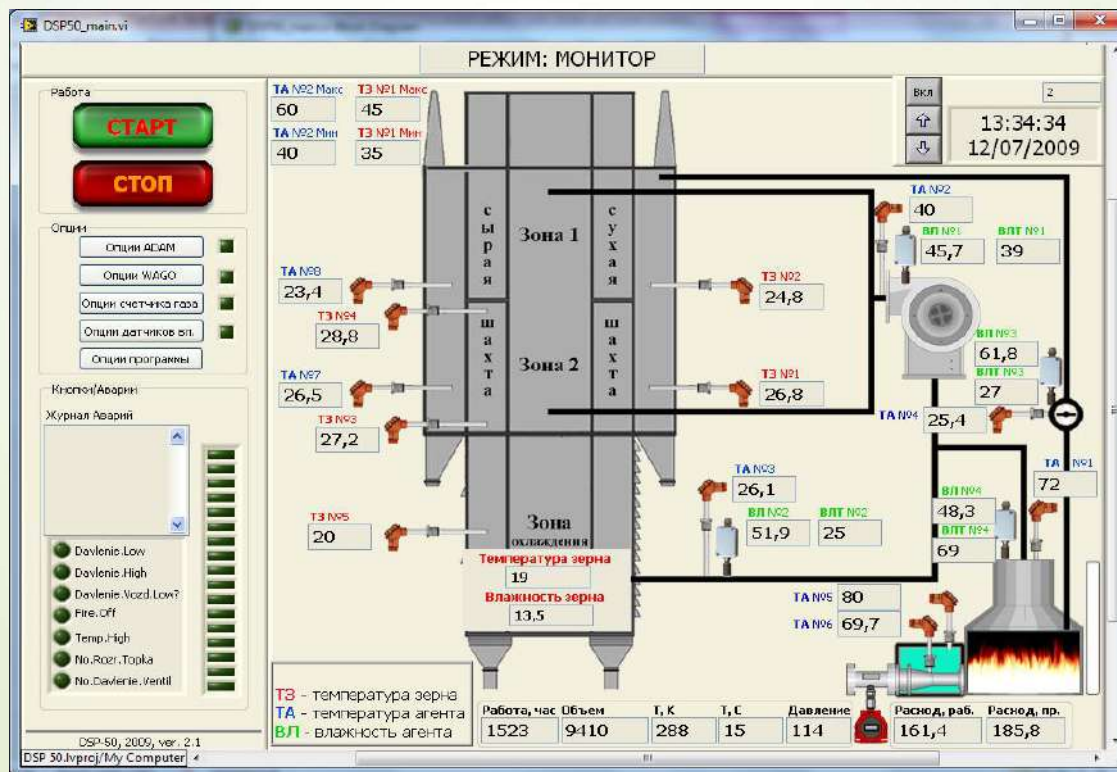 DSP50_main.vi
РЕЖИМ: МОНИТОР
Работа
СТАРТ
СТОП
Опции
Опции ADAM
Опции WAGO
Опции счетчика газа
Опции датчиков вл.
Опции программы
Кнопки/Аварии
Журнал Аварий
Davlenie.Low
Davlenie.High
Davlenie.Vozd.Low?
Fire.Off
Temp.High
No.Rozr.Topka
No.Davlenie.Ventil
DSP-50, 2009, ver. 2.1
DSP 50.lvproj/My Computer
ТА №2 Макс ТЗ №1 Макс
60 45
ТА №2 Мин ТЗ №1 Мин
40 35
Вкл
2
13:34:34
12/07/2009
сырая
шахта
Зона 1
Зона 2
сухая
шахта
Зона
охлаждения
ТА №8
23,4
ТЗ №4
28,8
ТА №7
26,5
ТЗ №3
27,2
ТЗ №5
20
ТЗ №2
24,8
ТЗ №1
26,8
Температура зерна
19
Влажность зерна
13,5
ТА №2
40
ВЛ №1 ВЛТ №1
45,7 39
ВЛ №3
61,8
ВЛТ №3
27
ТА №4 25,4
ТА №3
26,1
ВЛ №2 ВЛТ №2
51,9 25
ТА №1
72
ВЛ №4
48,3
ВЛТ №4
69
ТА №5 80
ТА №6 69,7
ТЗ - температура зерна
ТА - температура агента
ВЛ - влажность агента
Работа, час Объем Т, К Т, С Давление Расход, раб. Расход, пр.
1523 9410 288 15 114 161,4 185,8